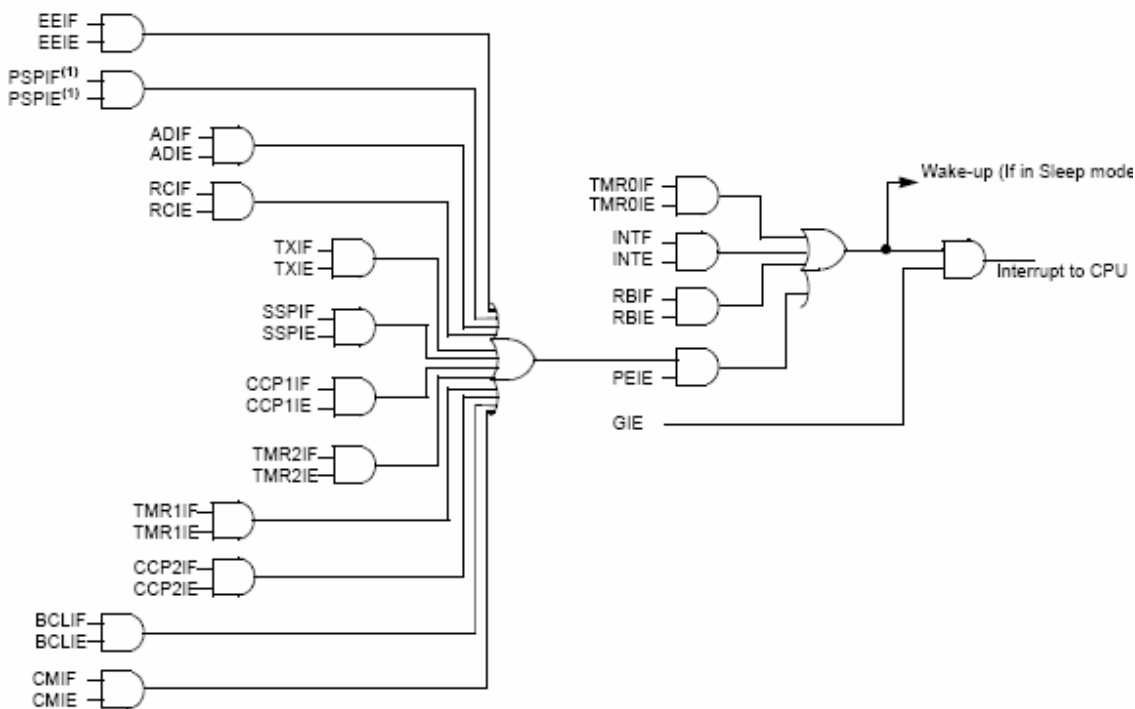 EEIF
EEIE
PSPIF(1)
PSPIE(1)
ADIF
ADIE
RCIF
RCIE
TXIF
TXIE
SSPIF
SSPIE
CCP1IF
CCP1IE
TMR2IF
TMR2IE
TMR1IF
TMR1IE
CCP2IF
CCP2IE
BCLIF
BCLIE
CMIF
CMIE
TMR0IF
TMR0IE
INTF
INTE
RBIF
RBIE
PEIE
GIE
Wake-up (If in Sleep mode
Interrupt to CPU